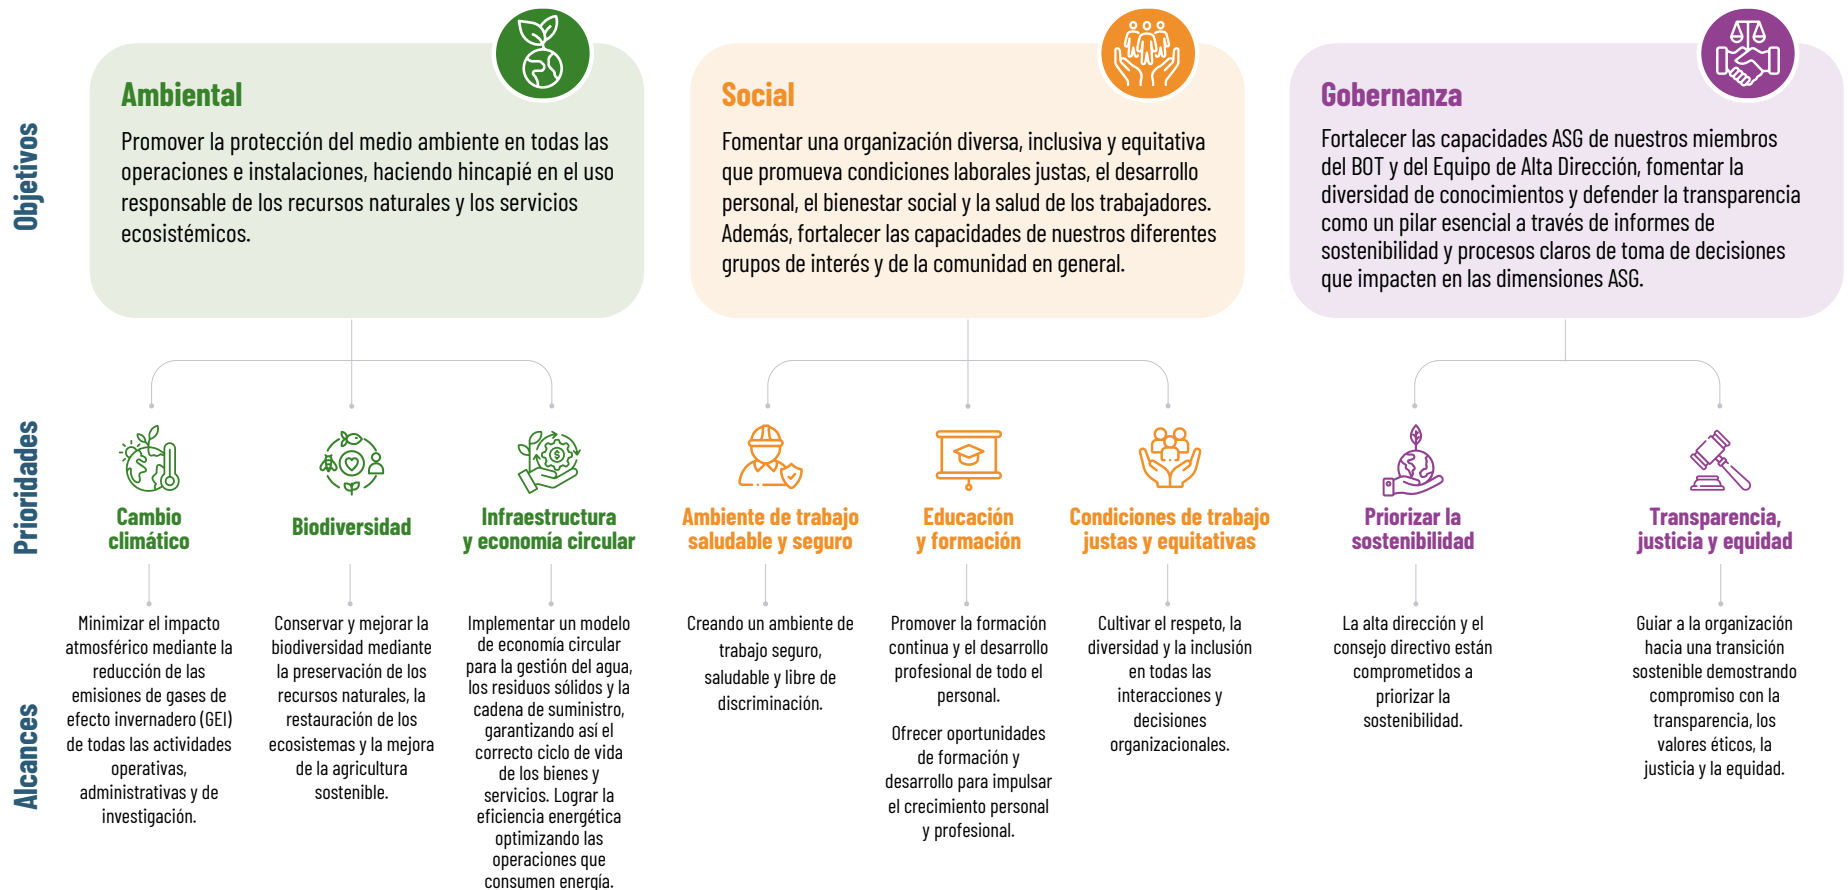 Objetivos
Ambiental
Promover la protección del medio ambiente en todas las
operaciones e instalaciones, haciendo hincapié en el uso
responsable de los recursos naturales y los servicios
ecosistémicos.
Social
Fomentar una organización diversa, inclusiva y equitativa
que promueva condiciones laborales justas, el desarrollo
personal, el bienestar social y la salud de los trabajadores.
Además, fortalecer las capacidades de nuestros diferentes
grupos de interés y de la comunidad en general.
Gobernanza
Fortalecer las capacidades ASG de nuestros miembros
del BOT y del Equipo de Alta Dirección, fomentar la
diversidad de conocimientos y defender la transparencia
como un pilar esencial a través de informes de
sostenibilidad y procesos claros de toma de decisiones
que impacten en las dimensiones ASG.
Prioridades
Cambio
climático
Biodiversidad
Infraestructura
y economía circular
Ambiente de trabajo
saludable y seguro
Educación
y formación
Condiciones de trabajo
justas y equitativas
Priorizar la
sostenibilidad
Transparencia,
justicia y equidad
Alcances
Minimizar el impacto
atmosférico mediante la
reducción de las
emisiones de gases de
efecto invernadero (GEI)
de todas las actividades
operativas,
administrativas y de
investigación.
Conservar y mejorar la
biodiversidad mediante
la preservación de los
recursos naturales, la
restauración de los
ecosistemas y la mejora
de la agricultura
sostenible.
Implementar un modelo
de economía circular
para la gestión del agua,
los residuos sólidos y la
cadena de suministro,
garantizando así el
correcto ciclo de vida
de los bienes y
servicios. Lograr la
eficiencia energética
optimizando las
operaciones que
consumen energía.
Creando un ambiente de
trabajo seguro,
saludable y libre de
discriminación.
Promover la formación
continua y el desarrollo
profesional de todo el
personal.
Ofrecer oportunidades
de formación y
desarrollo para impulsar
el crecimiento personal
y profesional.
Cultivar el respeto, la
diversidad y la inclusión
en todas las
interacciones y
decisiones
organizacionales.
La alta dirección y el
consejo directivo están
comprometidos a
priorizar la
sostenibilidad.
Guiar a la organización
hacia una transición
sostenible demostrando
compromiso con la
transparencia, los
valores éticos, la
justicia y la equidad.